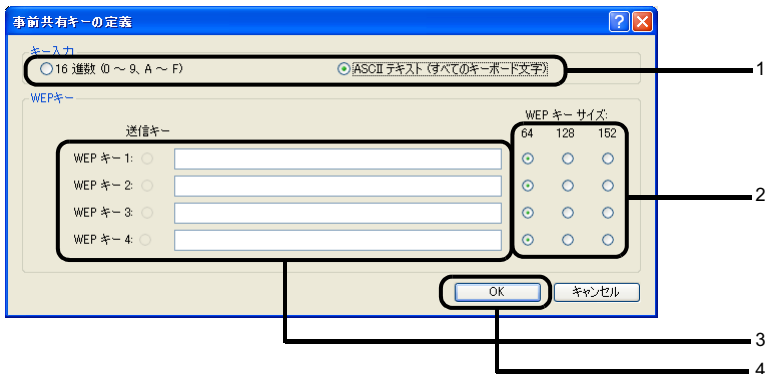 事前共有キーの定義
キー入力
16 進数 (0 ～ 9、A ～ F)
ASCII テキスト (すべてのキーボード文字)
1
WEPキー
WEP キー サイズ:
送信キー
64 128 152
WEP キー 1:
WEP キー 2:
2
WEP キー 3:
WEP キー 4:
OK
キャンセル
3
4